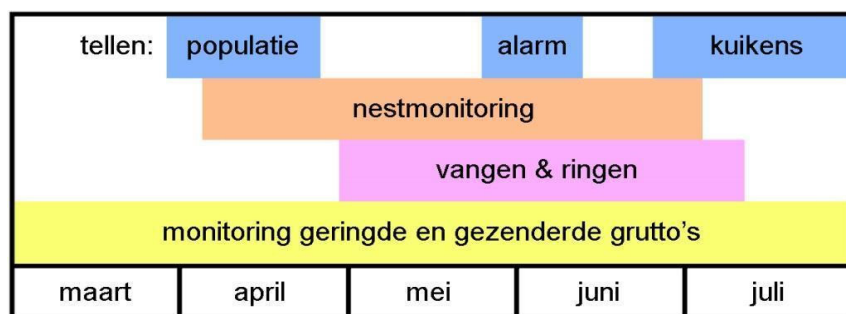 tellen: populatie alarm kuikens
nestmonitoring
vangen & ringen
monitoring geringde en gezenderde grutto's
maart april mei juni juli